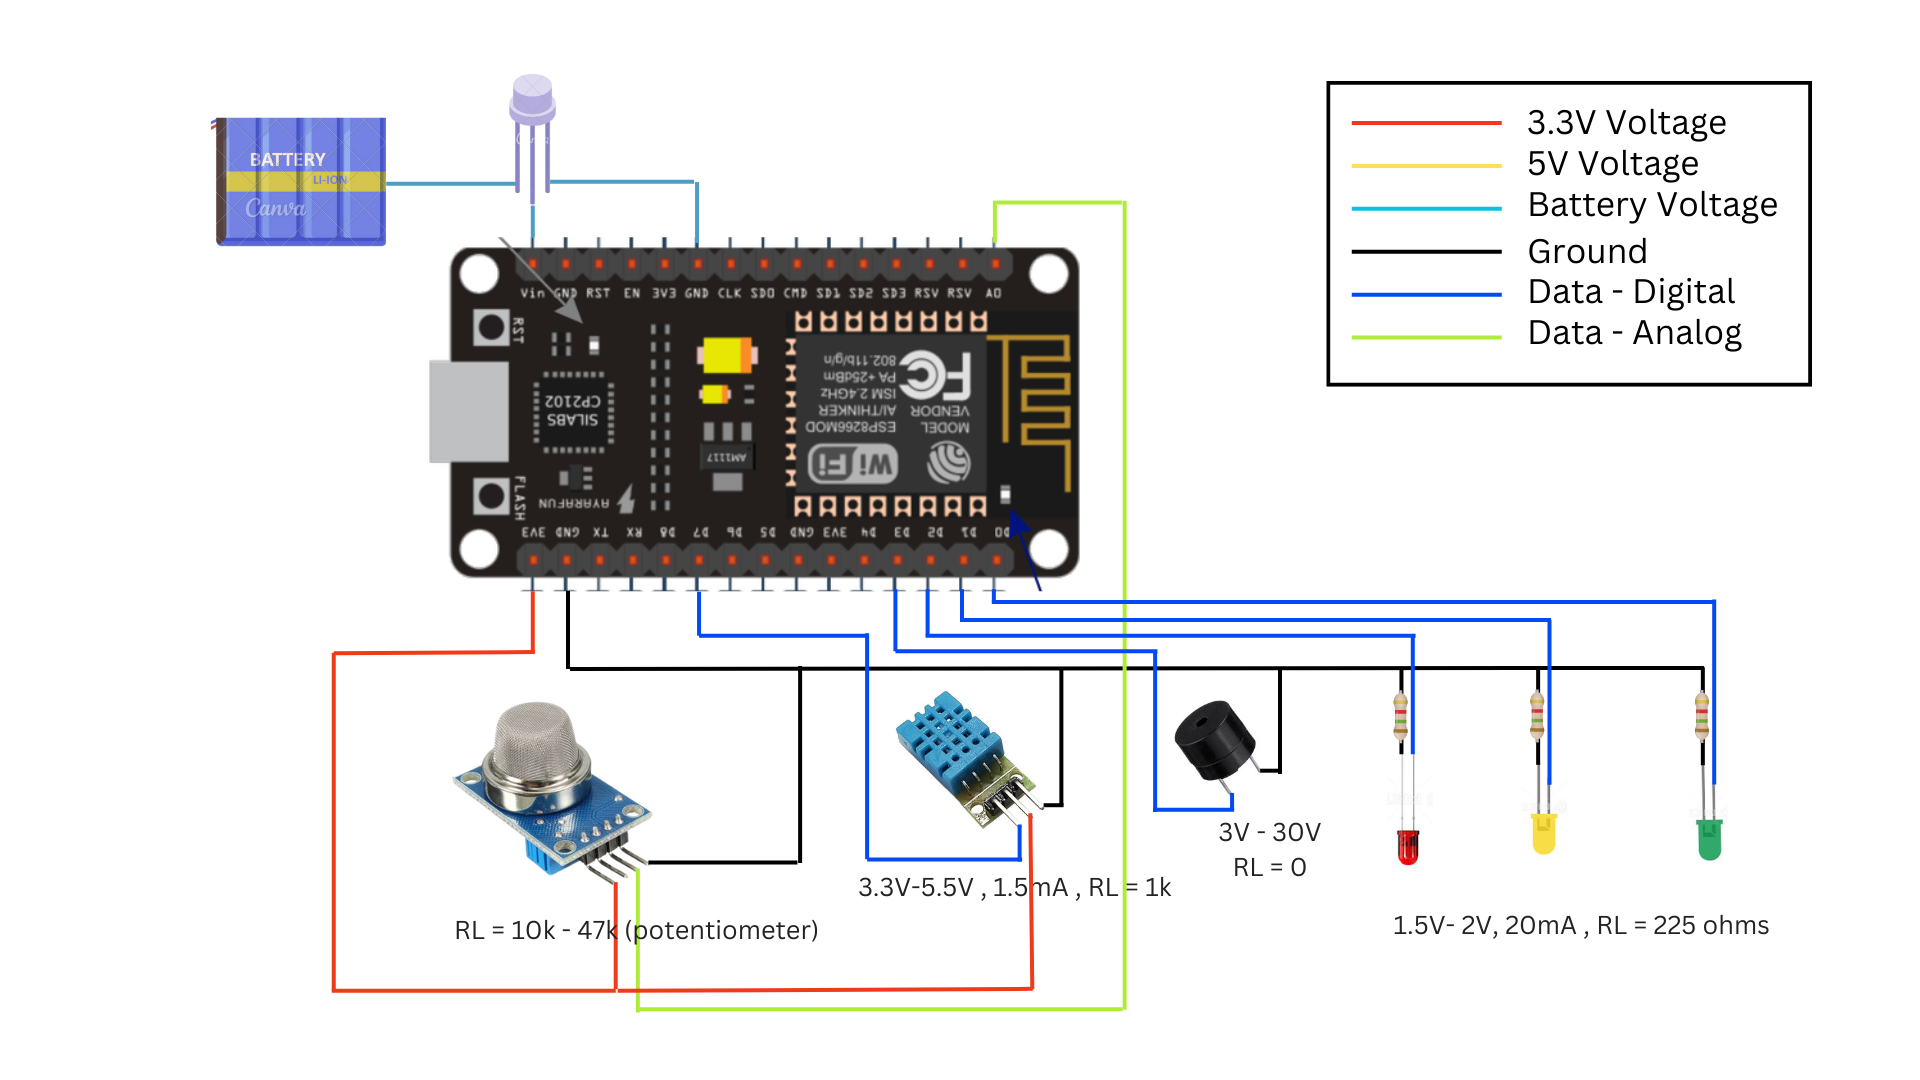 BATTERY
LI-ION
Canva
3.3V Voltage
5V Voltage
Battery Voltage
Ground
Data - Digital
Data - Analog
Vin GND RST EN 3V3 GND CLK SD0 CMD SD1 SD2 SD3 RSV RSV A0
RST
SILABS
CP2102
AM1117
FCC
802.11b/g/n
PA +25dBm
ISM 2.4GHz
AI/THINKER
ESP8266MOD
VENDOR
MODEL
WiFi
FLASH
AYARAFUN
3V3 GND TX RX D8 D7 D6 D5 GND 3V3 D4 D3 D2 D1 D0
3V - 30V
RL = 0
3.3V-5.5V , 1.5mA , RL = 1k
RL = 10k - 47k (potentiometer)
1.5V- 2V, 20mA , RL = 225 ohms